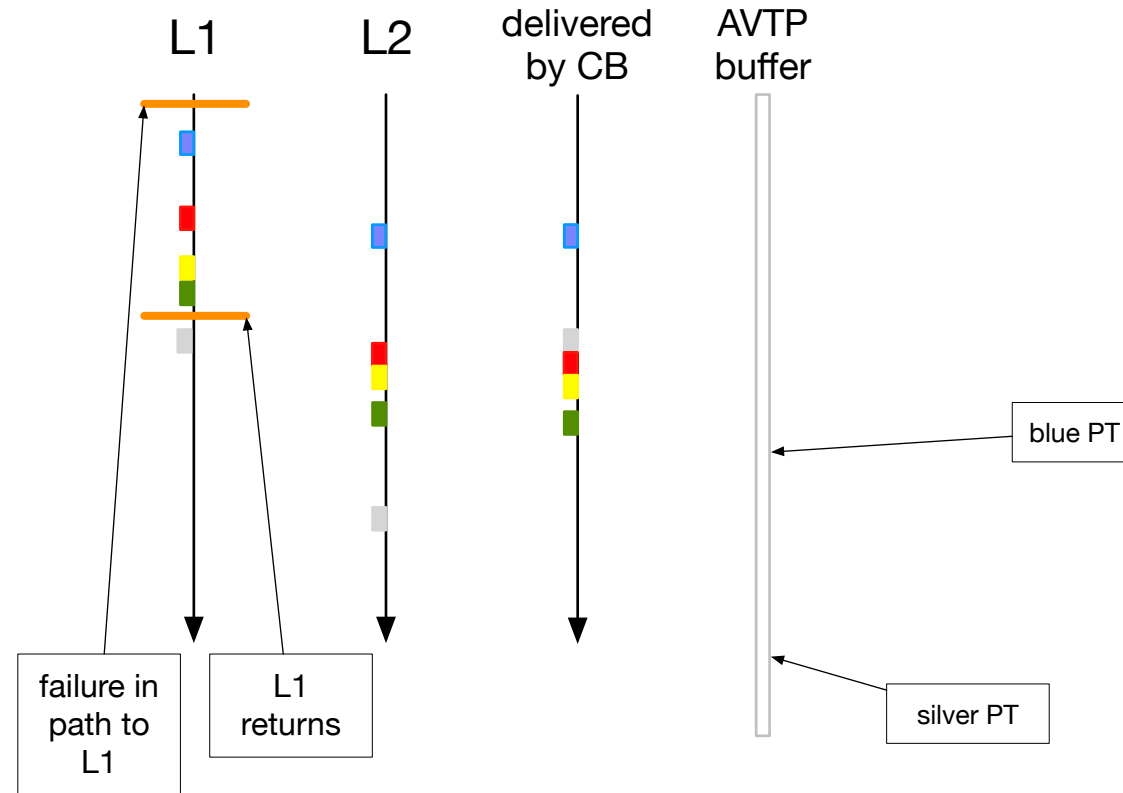 L1
L2
delivered
by CB
AVTP
buffer
blue PT
silver PT
failure in
path to
L1
L1
returns